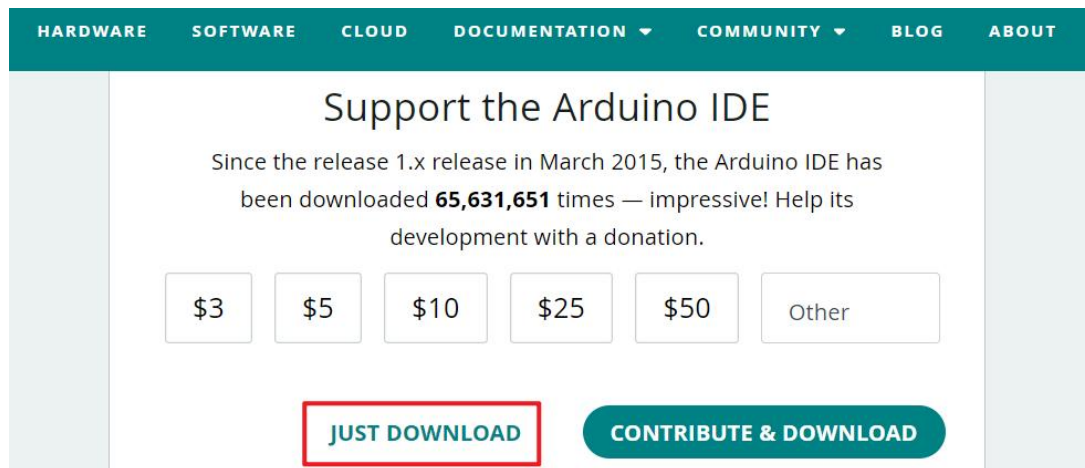 HARDWARE SOFTWARE CLOUD DOCUMENTATION COMMUNITY BLOG ABOUT
Support the Arduino IDE
Since the release 1.x release in March 2015, the Arduino IDE has
been downloaded 65,631,651 times — impressive! Help its
development with a donation.
$3 $5 $10 $25 $50 Other
JUST DOWNLOAD CONTRIBUTE & DOWNLOAD